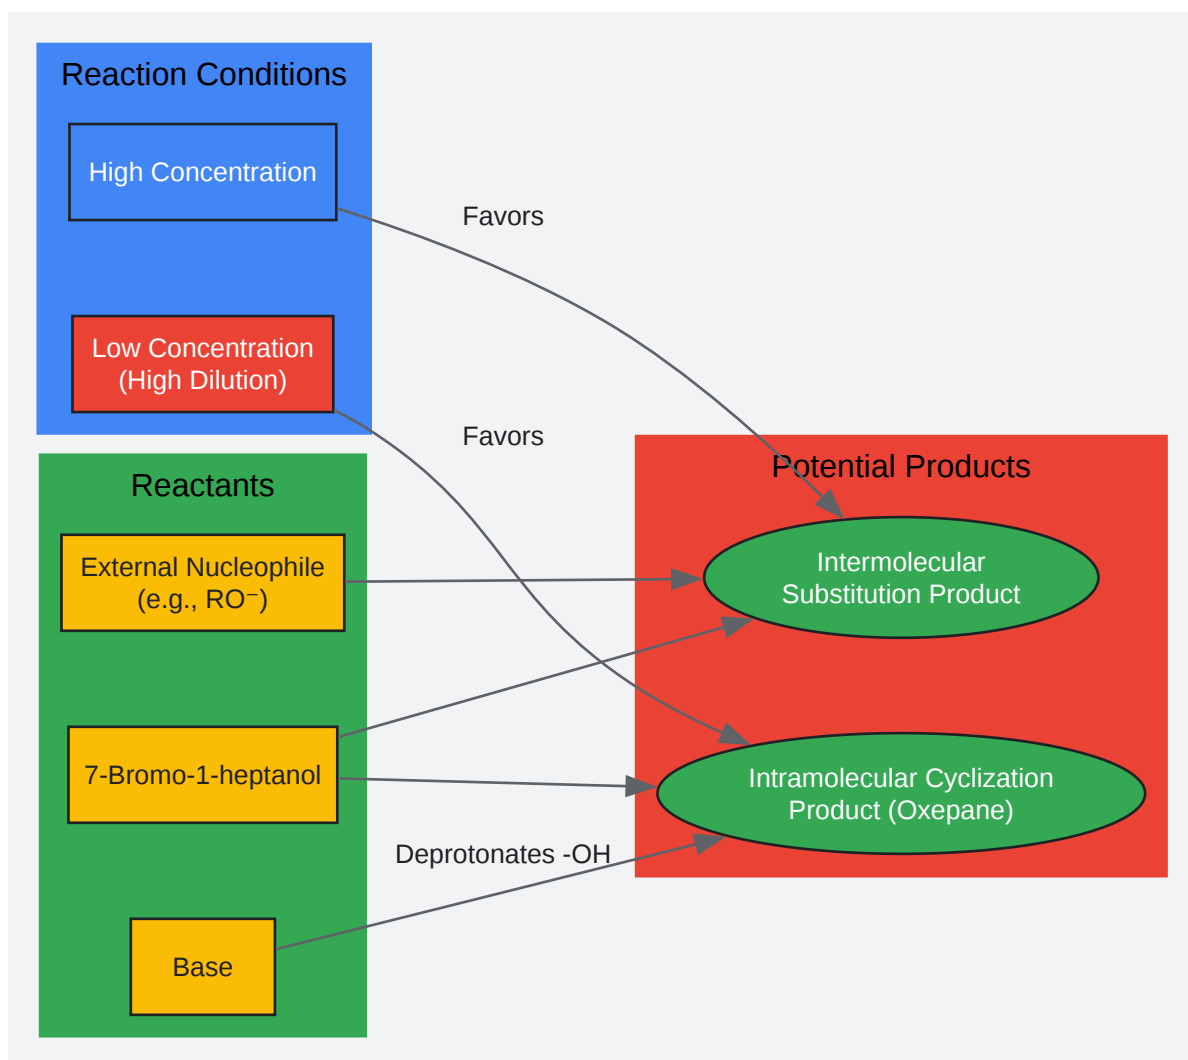 Reaction Conditions
High Concentration
Favors
Low Concentration
(High Dilution)
Favors
Reactants
External Nucleophile
(e.g., RO⁻)
7-Bromo-1-heptanol
Deprotonates -OH
Base
Potential Products
Intermolecular
Substitution Product
Intramolecular Cyclization
Product (Oxepane)